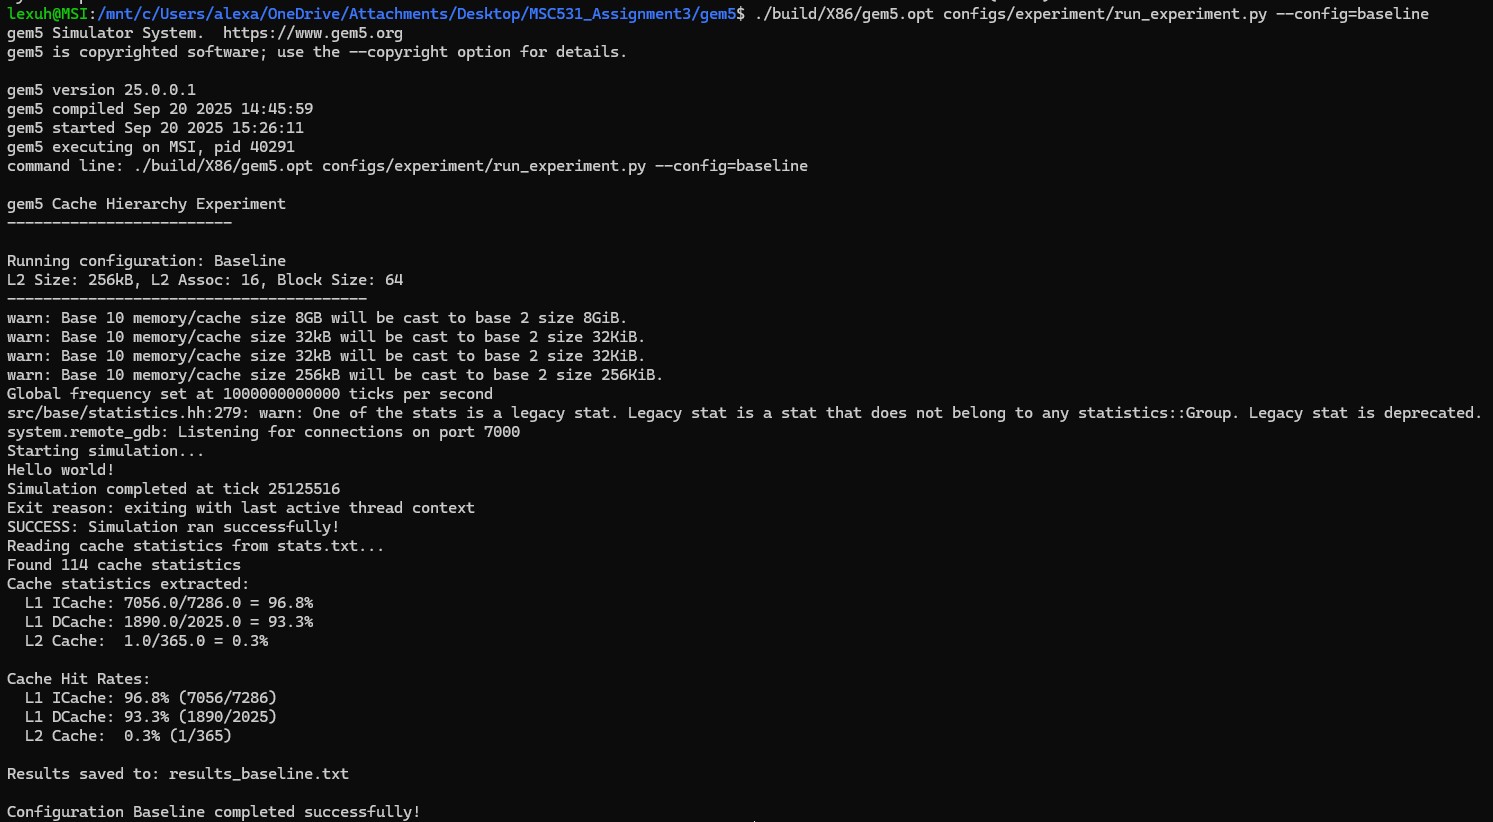 lexuh@MSI:/mnt/c/Users/alexa/OneDrive/Attachments/Desktop/MSC531_Assignment3/gem5$ ./build/X86/gem5.opt configs/experiment/run_experiment.py --config=baseline
gem5 Simulator System.  https://www.gem5.org
gem5 is copyrighted software; use the --copyright option for details.

gem5 version 25.0.0.1
gem5 compiled Sep 20 2025 14:45:59
gem5 started Sep 20 2025 15:26:11
gem5 executing on MSI, pid 40291
command line: ./build/X86/gem5.opt configs/experiment/run_experiment.py --config=baseline

gem5 Cache Hierarchy Experiment
-------------------------

Running configuration: Baseline
L2 Size: 256kB, L2 Assoc: 16, Block Size: 64
----------------------------------------
warn: Base 10 memory/cache size 8GB will be cast to base 2 size 8GiB.
warn: Base 10 memory/cache size 32kB will be cast to base 2 size 32KiB.
warn: Base 10 memory/cache size 32kB will be cast to base 2 size 32KiB.
warn: Base 10 memory/cache size 256kB will be cast to base 2 size 256KiB.
Global frequency set at 1000000000000 ticks per second
src/base/statistics.hh:279: warn: One of the stats is a legacy stat. Legacy stat is a stat that does not belong to any statistics::Group. Legacy stat is deprecated.
system.remote_gdb: Listening for connections on port 7000
Starting simulation...
Hello world!
Simulation completed at tick 25125516
Exit reason: exiting with last active thread context
SUCCESS: Simulation ran successfully!
Reading cache statistics from stats.txt...
Found 114 cache statistics
Cache statistics extracted:
  L1 ICache: 7056.0/7286.0 = 96.8%
  L1 DCache: 1890.0/2025.0 = 93.3%
  L2 Cache:  1.0/365.0 = 0.3%

Cache Hit Rates:
  L1 ICache: 96.8% (7056/7286)
  L1 DCache: 93.3% (1890/2025)
  L2 Cache:  0.3% (1/365)

Results saved to: results_baseline.txt

Configuration Baseline completed successfully!